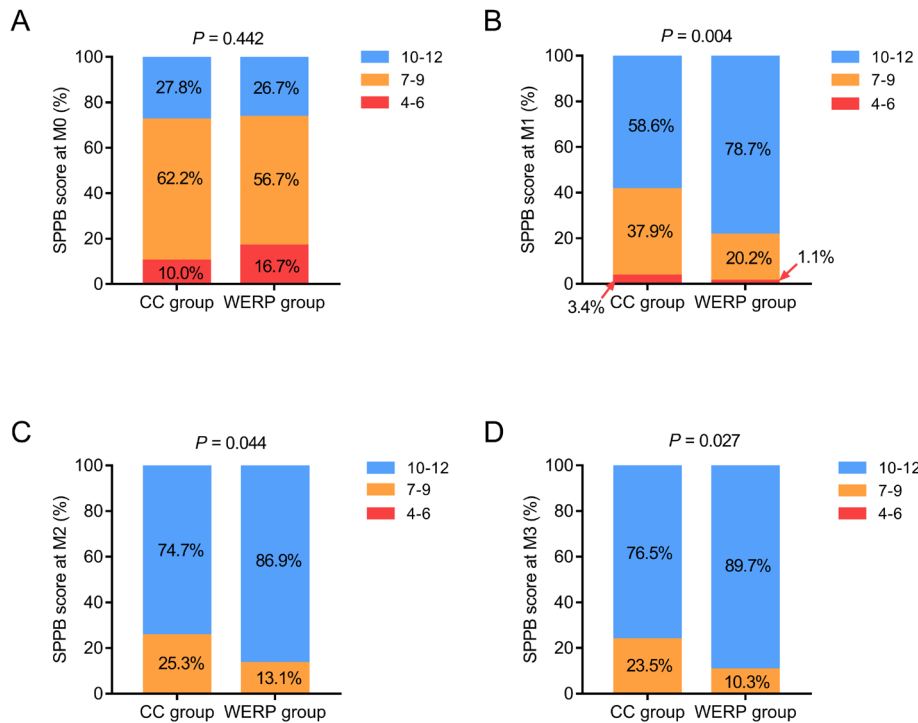 A
P = 0.442
SPPB score at M0 (%)
100
80
60
40
20
0
27.8%
26.7%
62.2%
56.7%
10.0%
16.7%
CC group
WERP group
10-12
7-9
4-6
B
P = 0.004
SPPB score at M1 (%)
100
80
60
40
20
0
58.6%
78.7%
37.9%
20.2%
1.1%
3.4%
CC group
WERP group
10-12
7-9
4-6
C
P = 0.044
SPPB score at M2 (%)
100
80
60
40
20
0
74.7%
86.9%
25.3%
13.1%
CC group
WERP group
10-12
7-9
4-6
D
P = 0.027
SPPB score at M3 (%)
100
80
60
40
20
0
76.5%
89.7%
23.5%
10.3%
CC group
WERP group
10-12
7-9
4-6